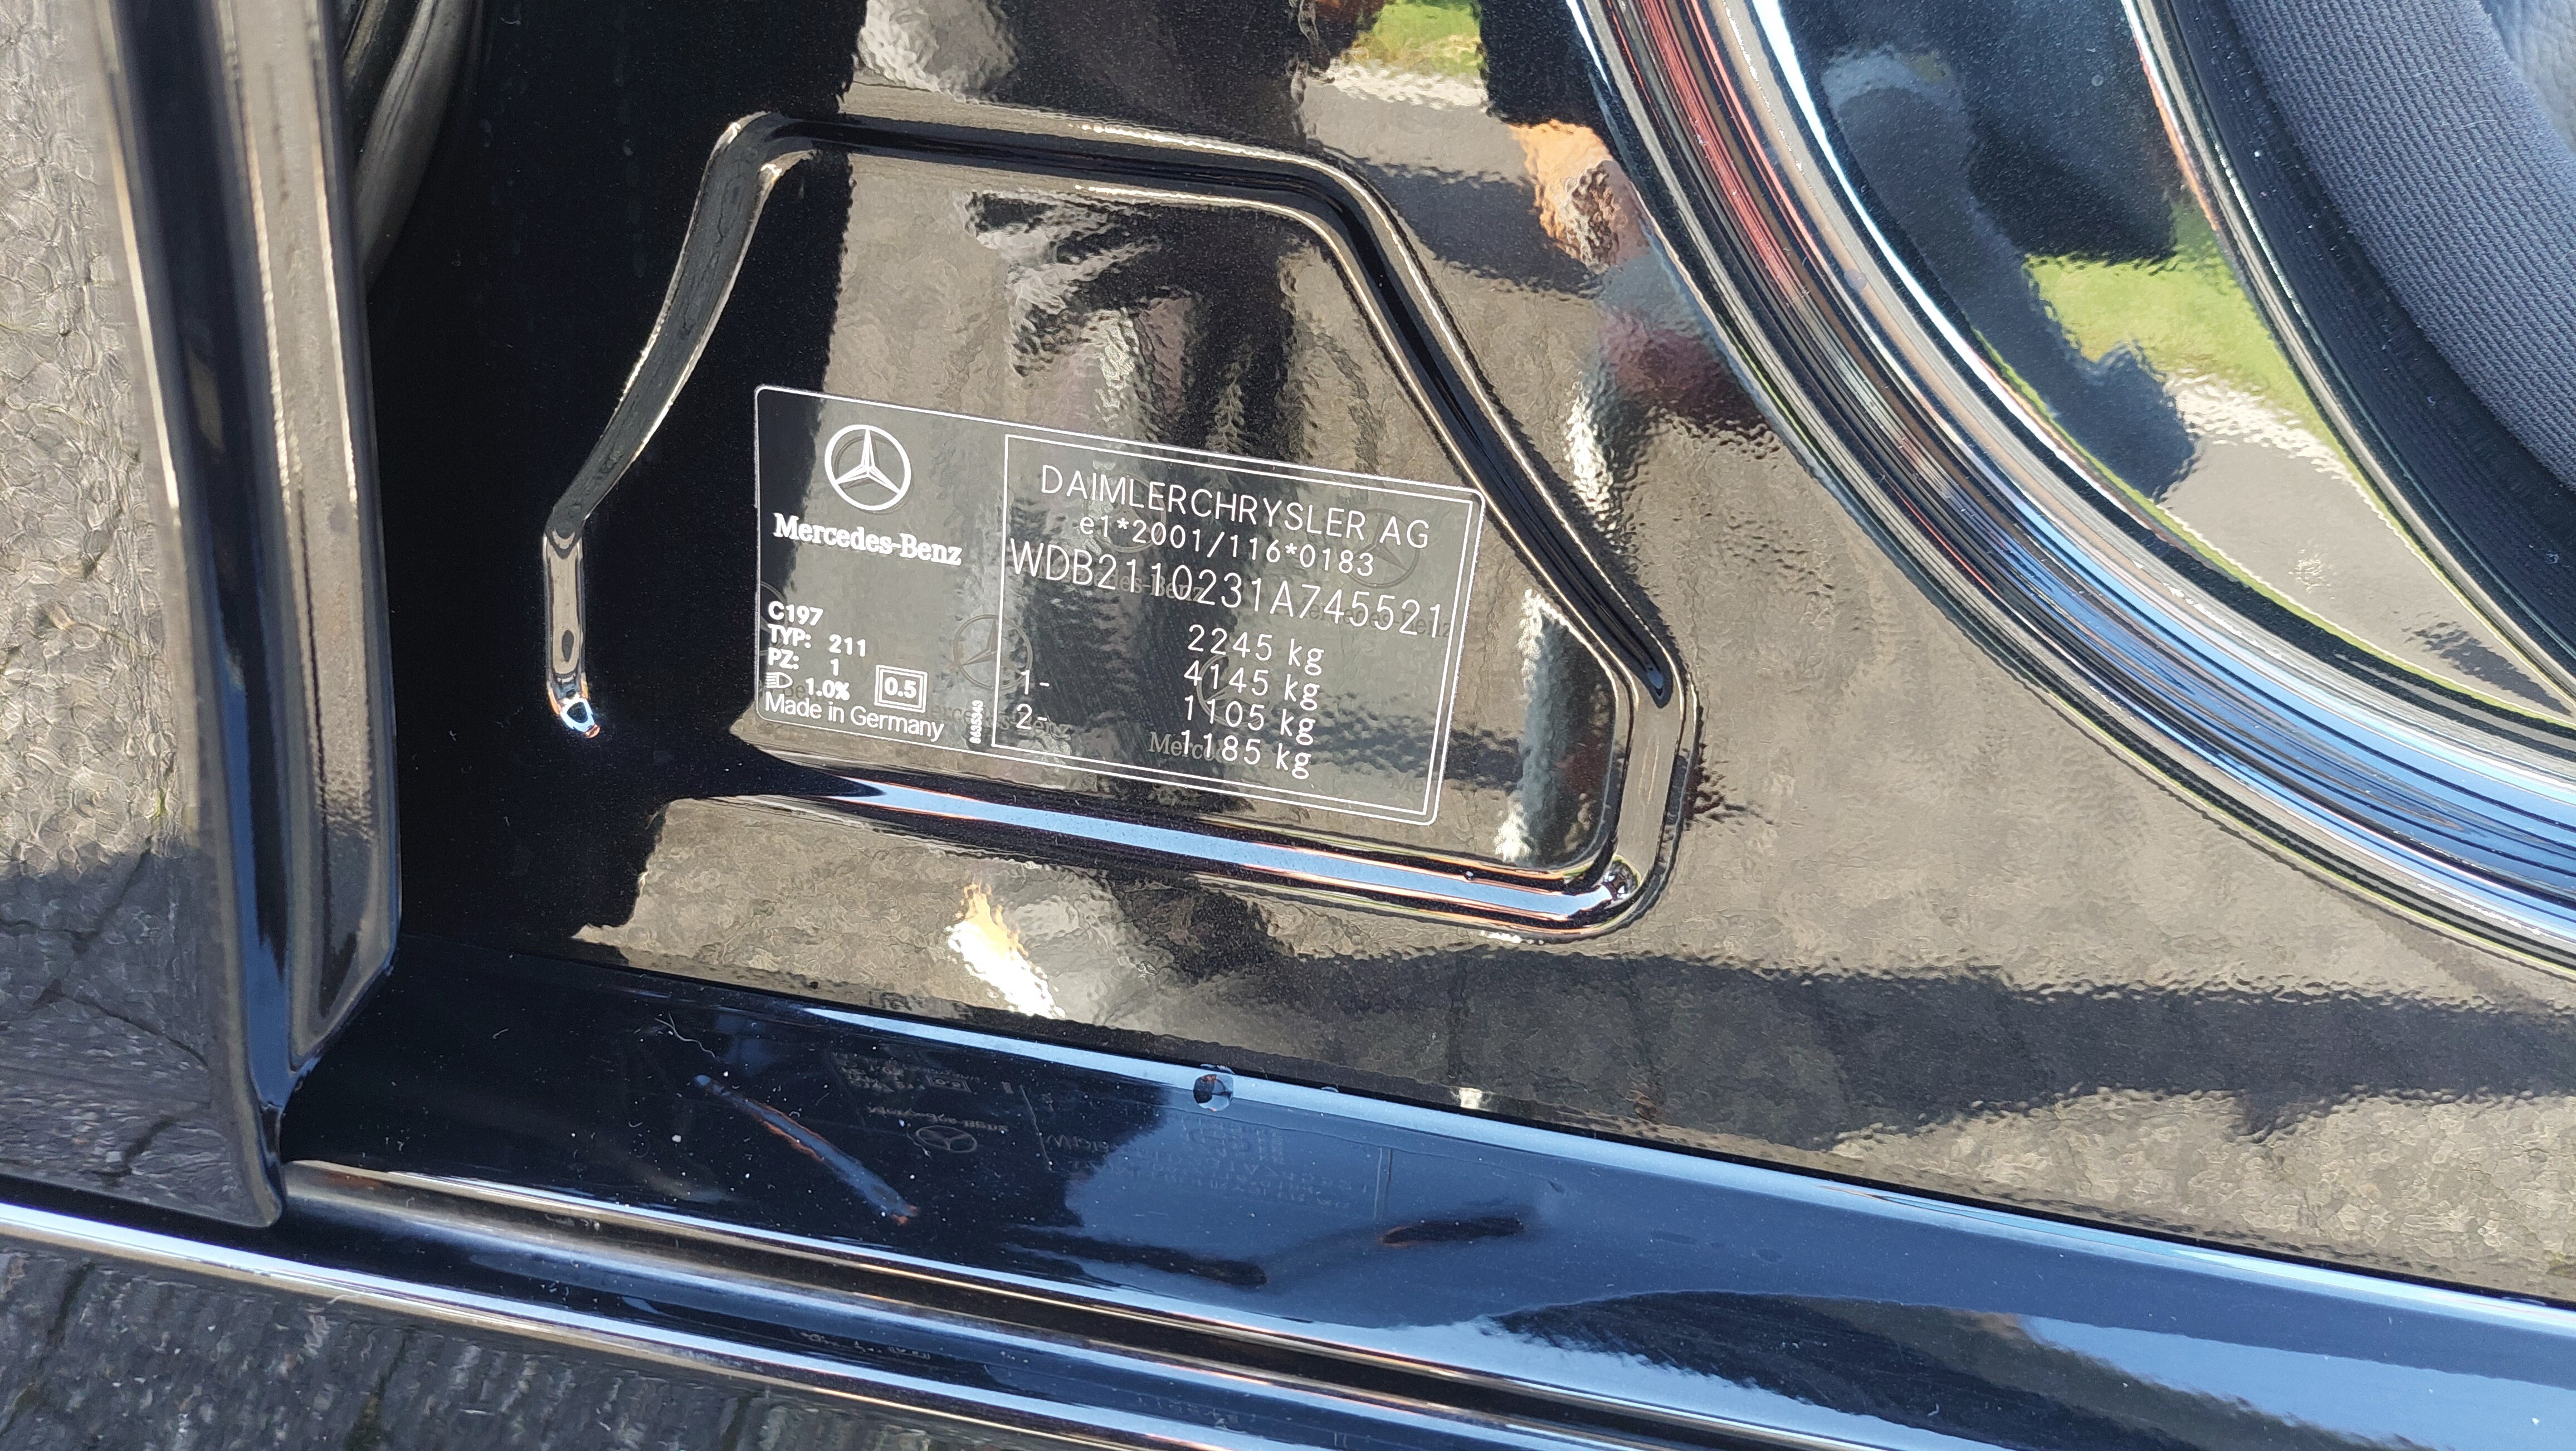 Mercedes-Benz
C197
TYP: 211
PZ: 1
1.0% 0.5
Made in Germany
DAIMLERCHRYSLER AG
e1*2001/116*0183
WDB2110231A745521
2245 kg
4145 kg
1- 1105 kg
2- 1185 kg